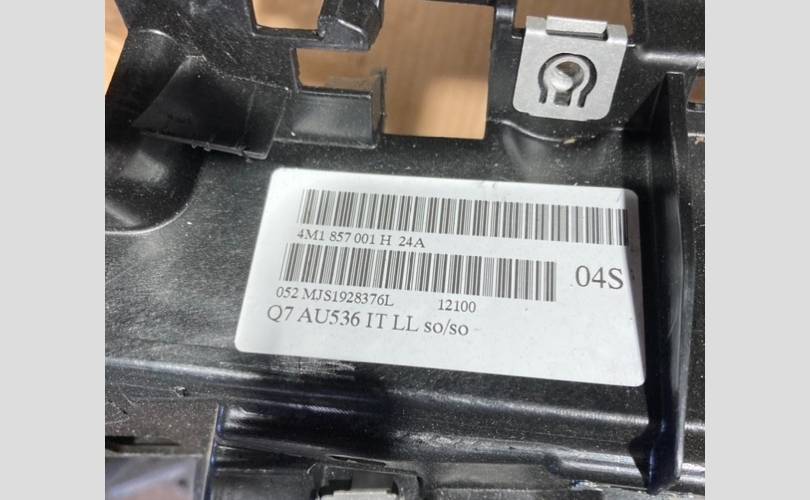 4M1 857 001 H 24A
04S
052 MJS1928376L 12100
Q7 AU536 IT LL so/so